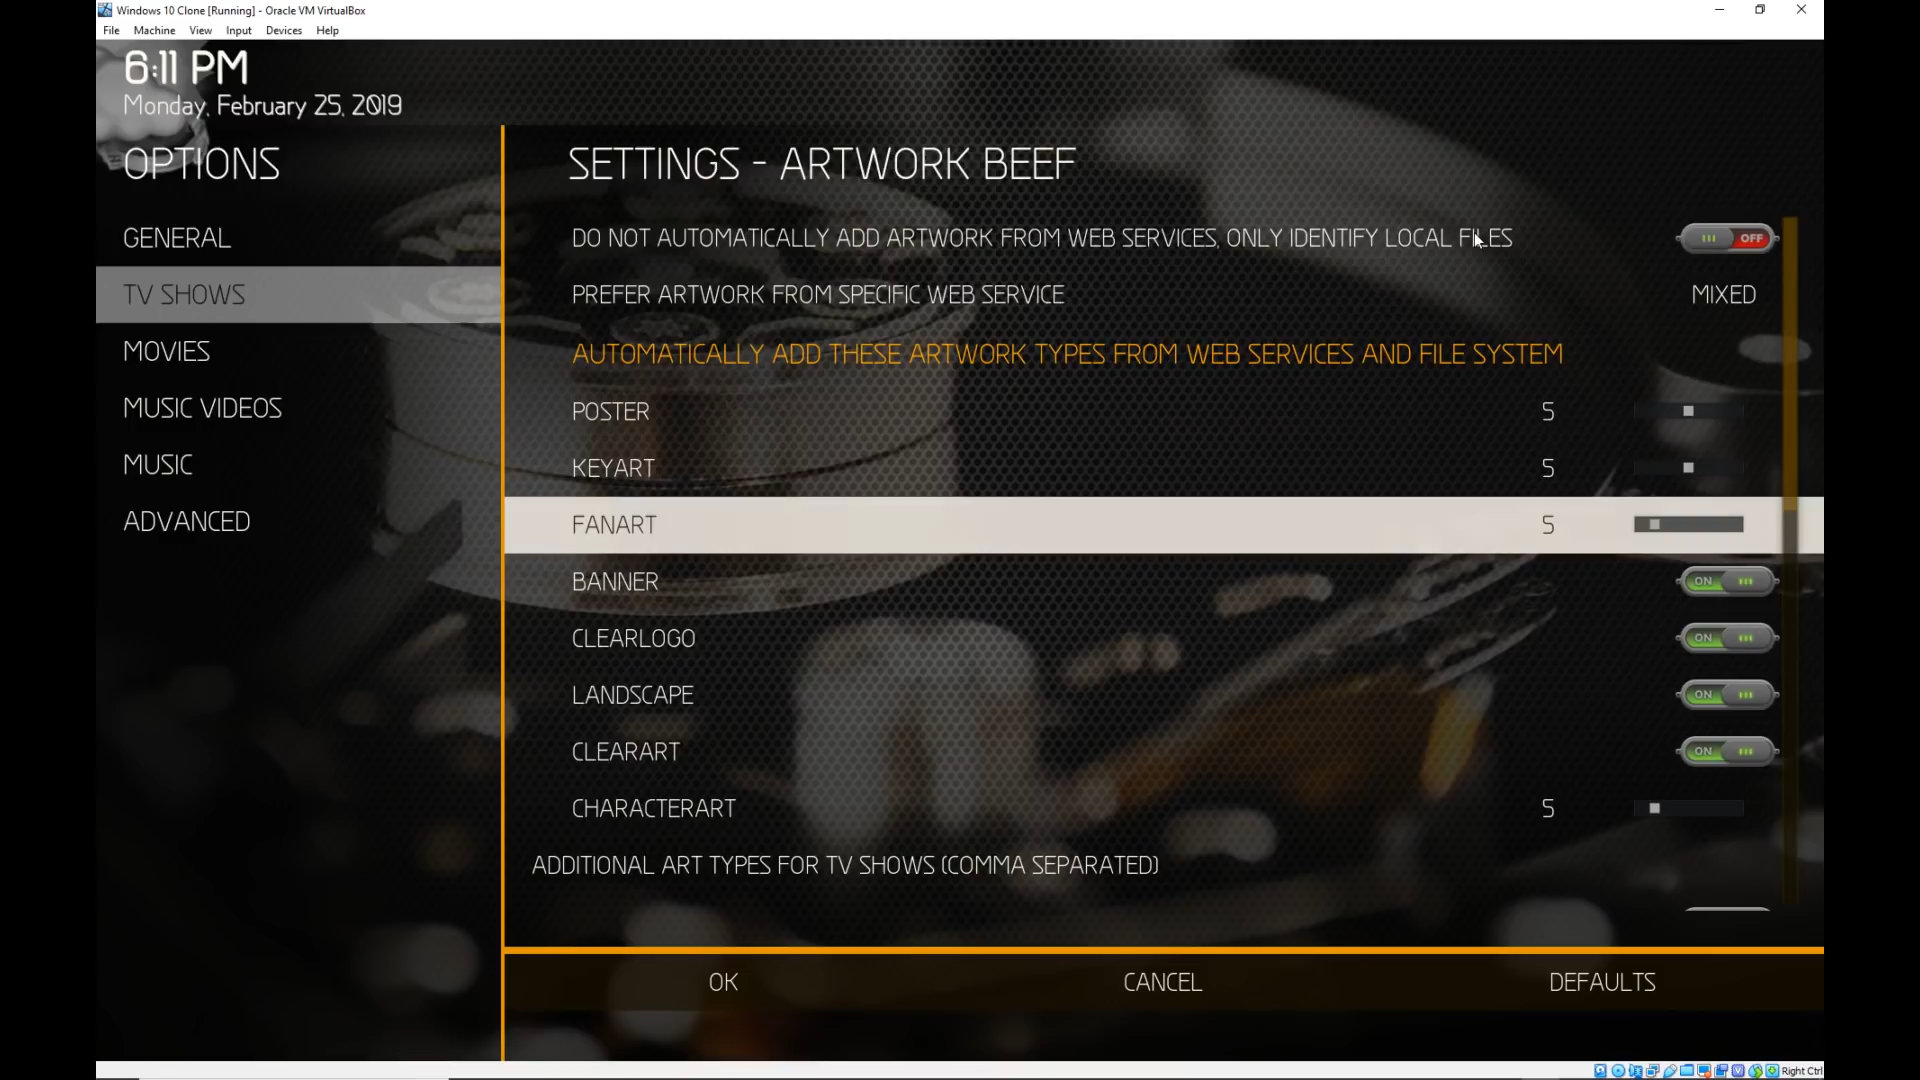 Windows 10 Clone [Running] - Oracle VM VirtualBox
File Machine View Input Devices Help
6:11 PM
Monday, February 25, 2019
OPTIONS
GENERAL
TV SHOWS
MOVIES
MUSIC VIDEOS
MUSIC
ADVANCED
SETTINGS - ARTWORK BEEF
DO NOT AUTOMATICALLY ADD ARTWORK FROM WEB SERVICES, ONLY IDENTIFY LOCAL FILES OFF
PREFER ARTWORK FROM SPECIFIC WEB SERVICE MIXED
AUTOMATICALLY ADD THESE ARTWORK TYPES FROM WEB SERVICES AND FILE SYSTEM
POSTER 5
KEYART 5
FANART 5
BANNER ON
CLEARLOGO ON
LANDSCAPE ON
CLEARART ON
CHARACTERART 5
ADDITIONAL ART TYPES FOR TV SHOWS (COMMA SEPARATED)
OK CANCEL DEFAULTS
Right Ctrl